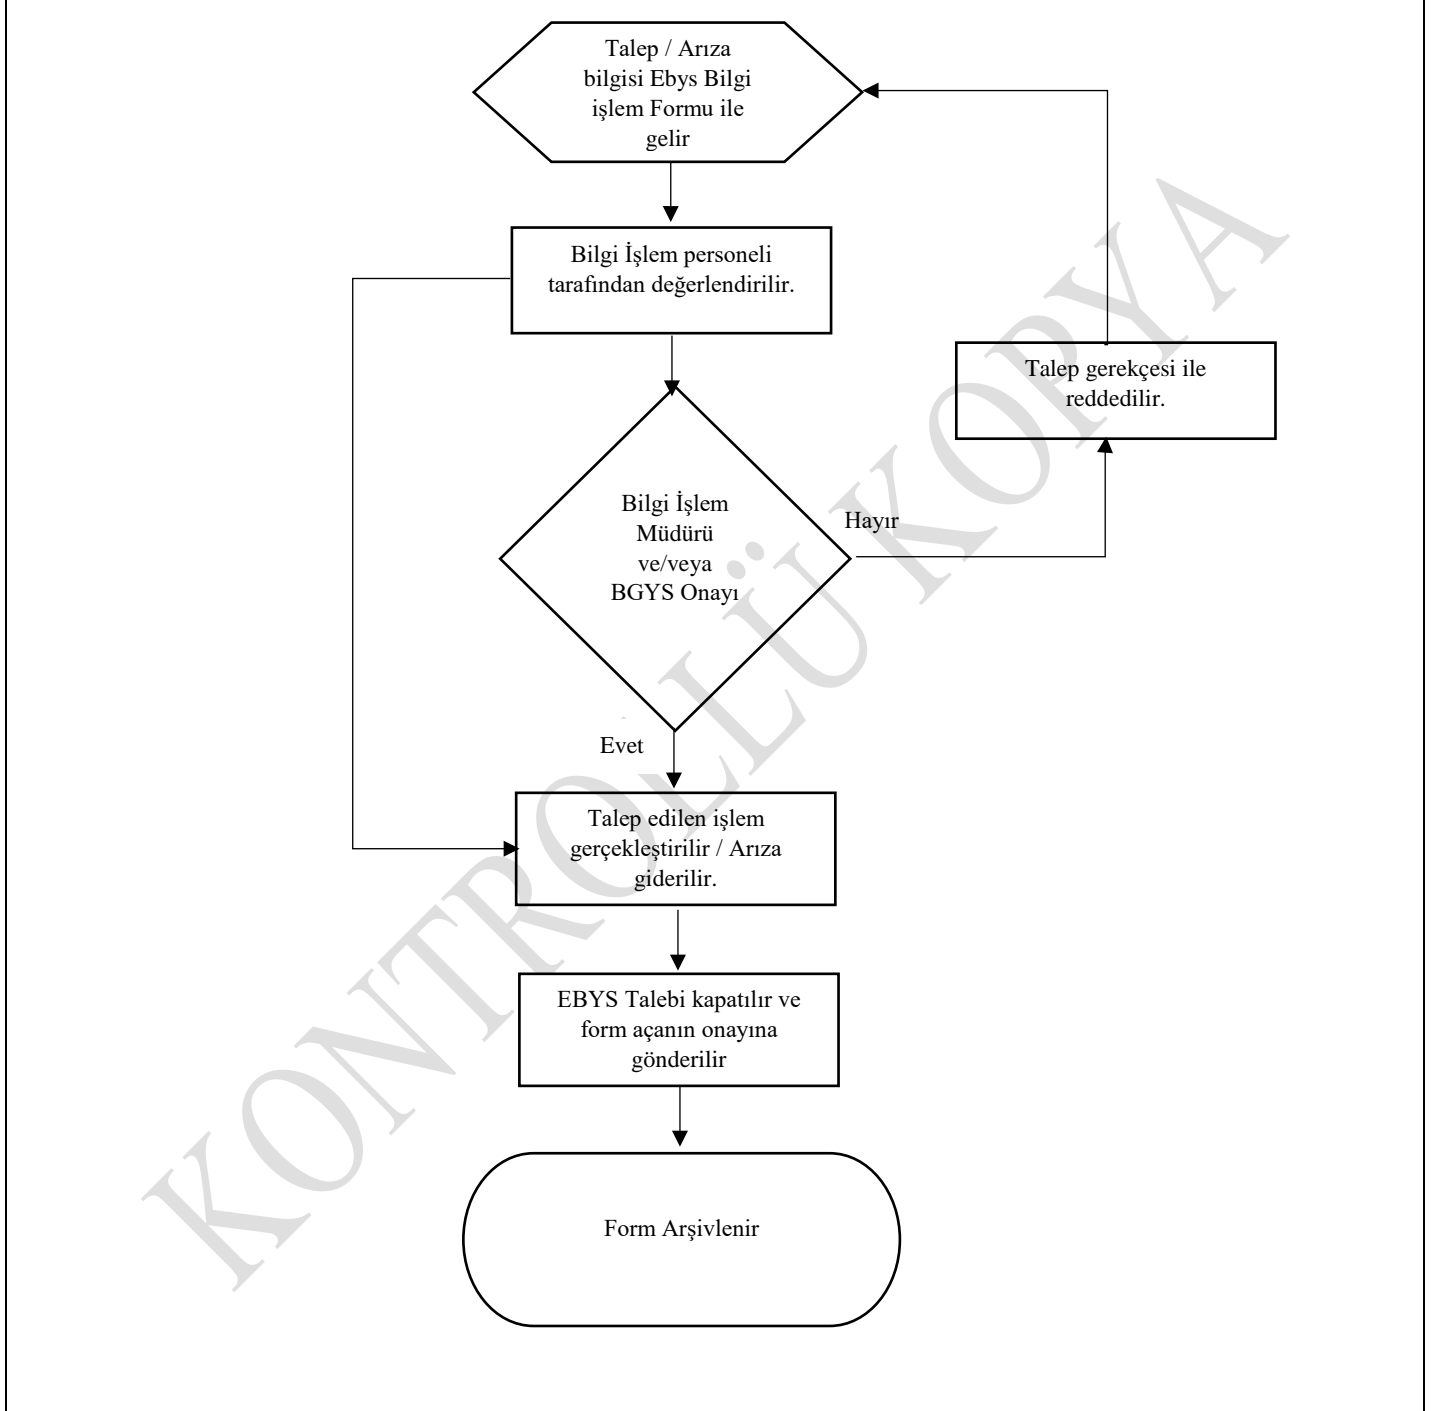 Talep / Arıza
bilgisi Ebys Bilgi
işlem Formu ile
gelir
Bilgi İşlem personeli
tarafından değerlendirilir.
Talep gerekçesi ile
reddedilir.
Bilgi İşlem
Müdürü
ve/veya
BGYS Onayı
Hayır
Evet
Talep edilen işlem
gerçekleştirilir / Arıza
giderilir.
EBYS Talebi kapatılır ve
form açanın onayına
gönderilir
Form Arşivlenir
KONTROLLÜ KOPYA